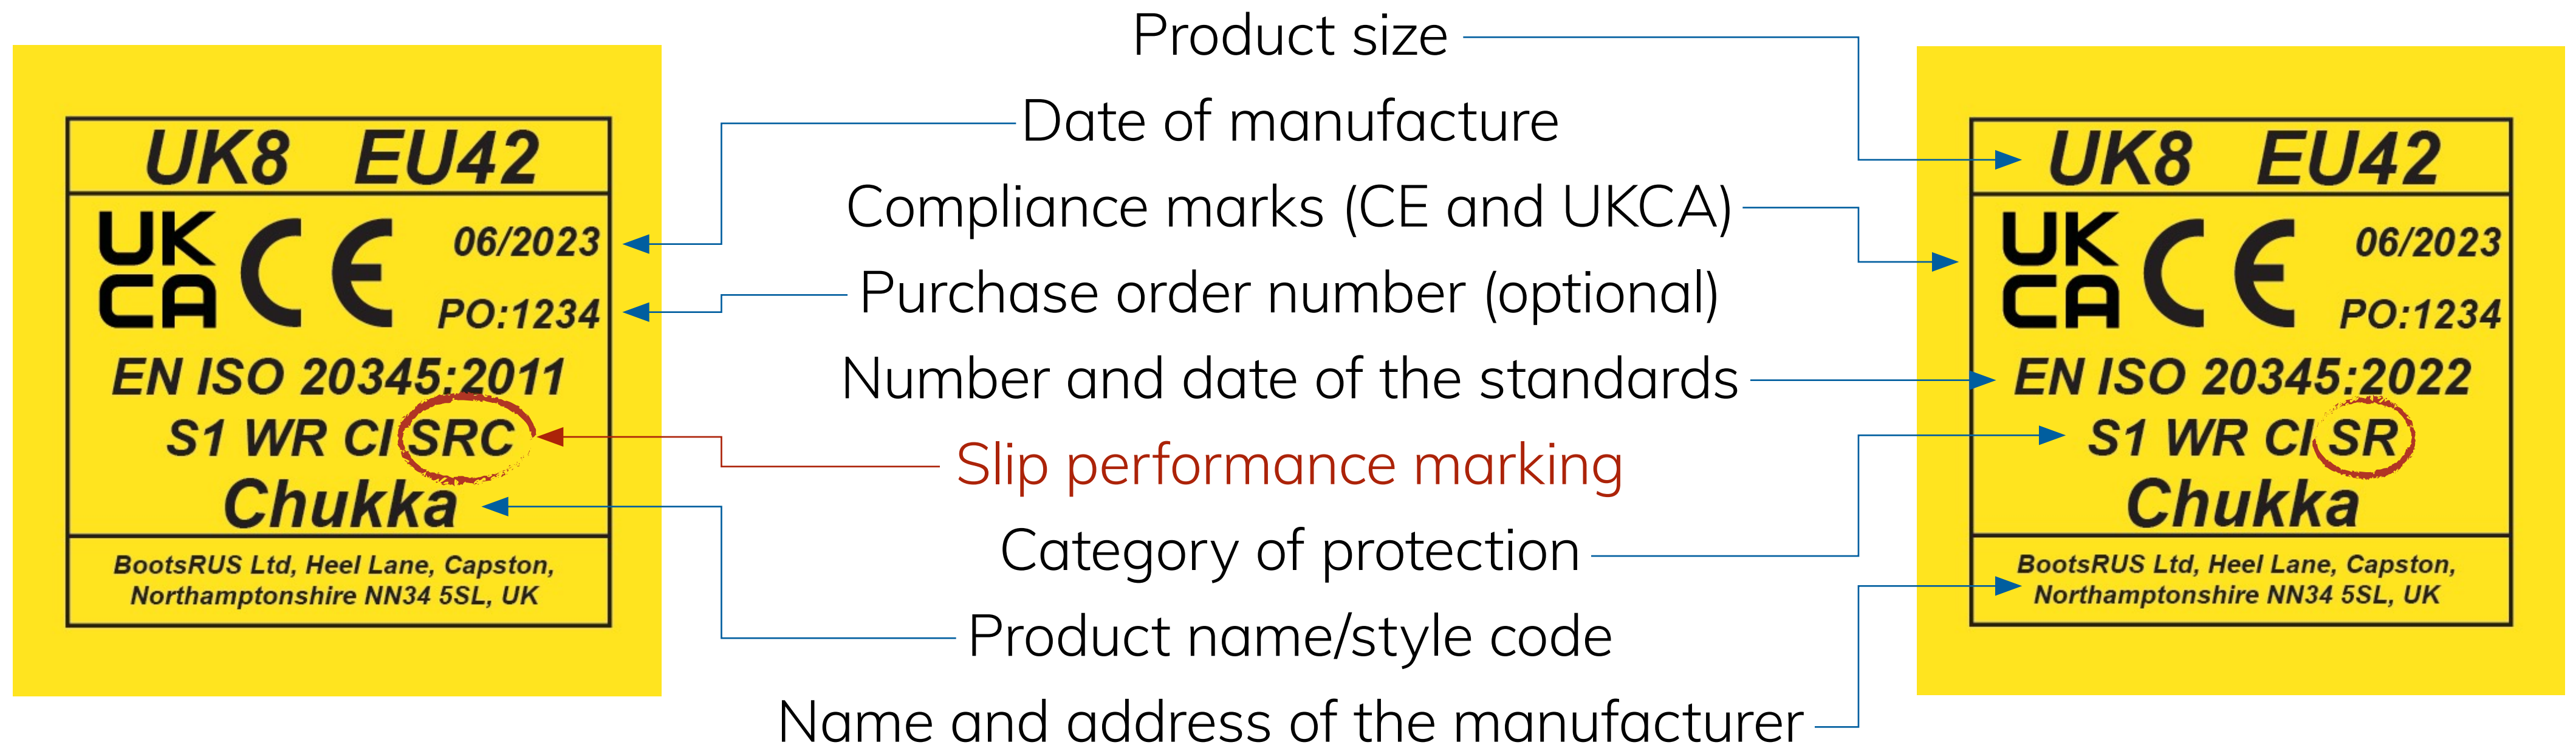 UK8 EU42
UK
CA CE 06/2023
PO:1234
EN ISO 20345:2011
S1 WR CI SRC
Chukka
BootsRUS Ltd, Heel Lane, Capston,
Northamptonshire NN34 5SL, UK
Product size
Date of manufacture
Compliance marks (CE and UKCA)
Purchase order number (optional)
Number and date of the standards
Slip performance marking
Category of protection
Product name/style code
Name and address of the manufacturer
UK8 EU42
UK
CA CE 06/2023
PO:1234
EN ISO 20345:2022
S1 WR CI SR
Chukka
BootsRUS Ltd, Heel Lane, Capston,
Northamptonshire NN34 5SL, UK